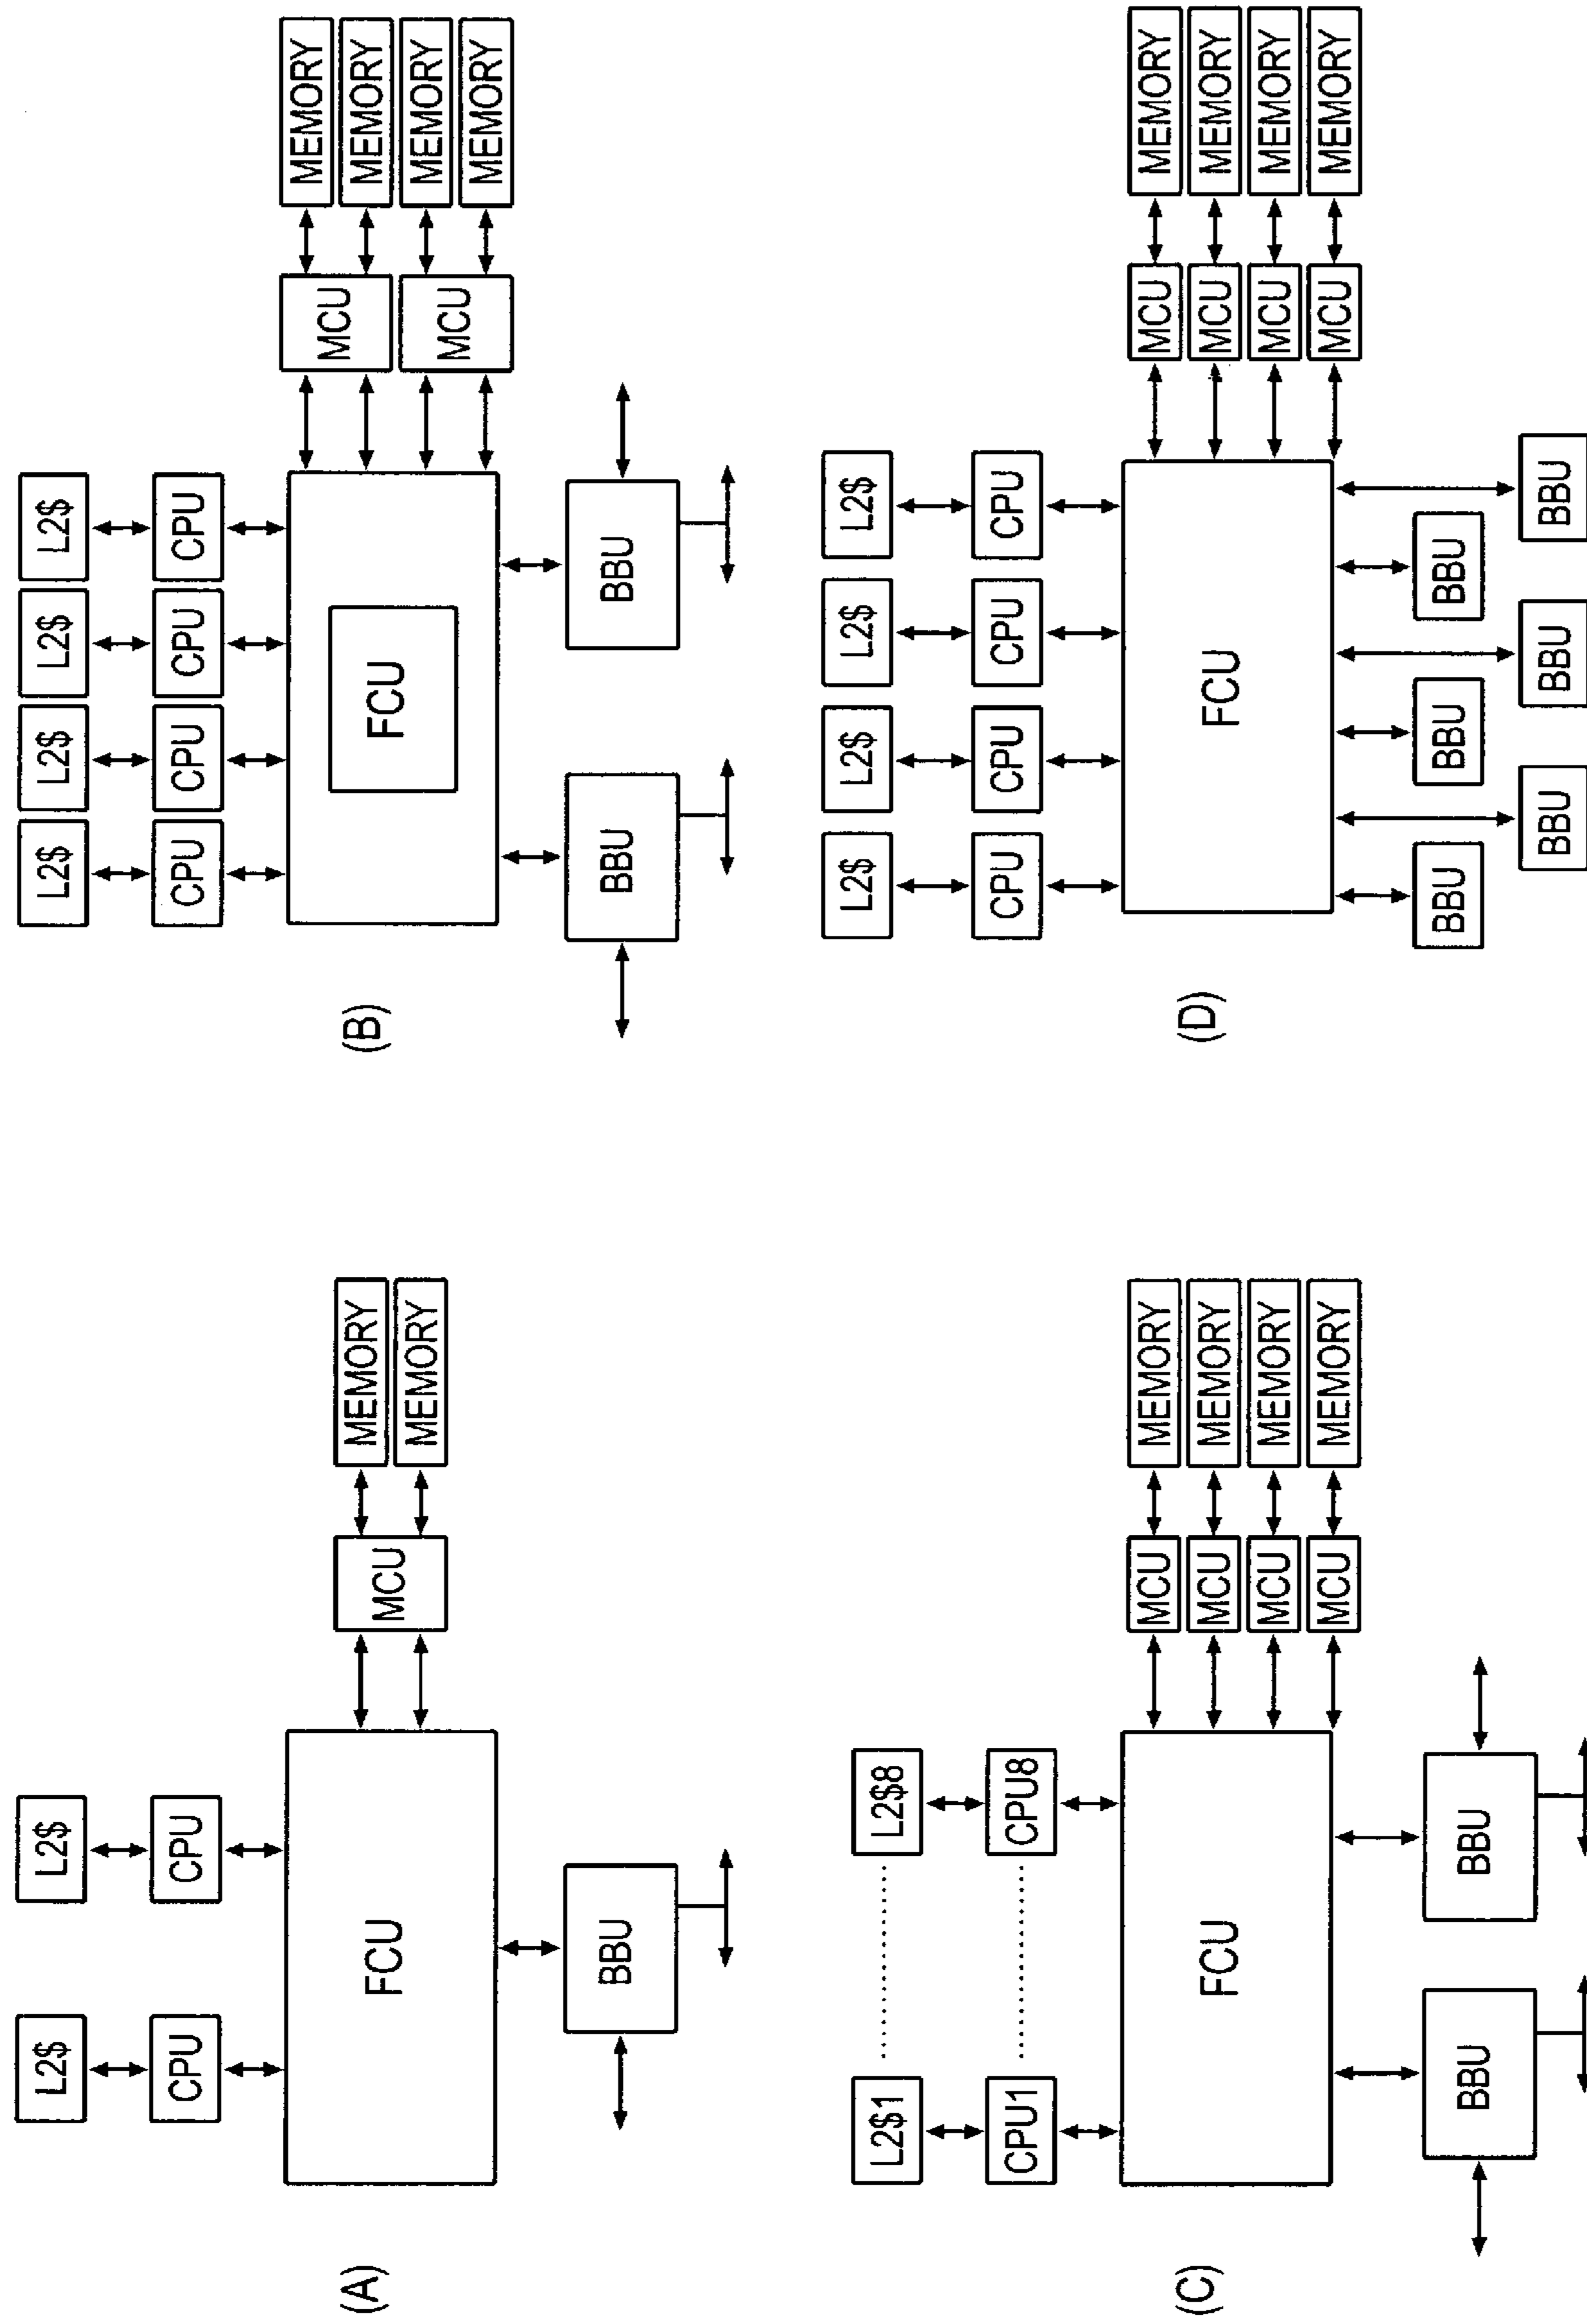 (A)
L2$
L2$
CPU
CPU
FCU
MCU
MEMORY
MEMORY
BBU
(B)
L2$
L2$
L2$
L2$
CPU
CPU
CPU
CPU
FCU
MCU
MCU
MEMORY
MEMORY
MEMORY
MEMORY
BBU
BBU
(C)
L2$1
L2$8
CPU1
CPU8
FCU
MCU
MCU
MCU
MCU
MEMORY
MEMORY
MEMORY
MEMORY
BBU
BBU
(D)
L2$
L2$
L2$
L2$
CPU
CPU
CPU
CPU
FCU
MCU
MCU
MCU
MCU
MEMORY
MEMORY
MEMORY
MEMORY
BBU
BBU
BBU
BBU
BBU
BBU